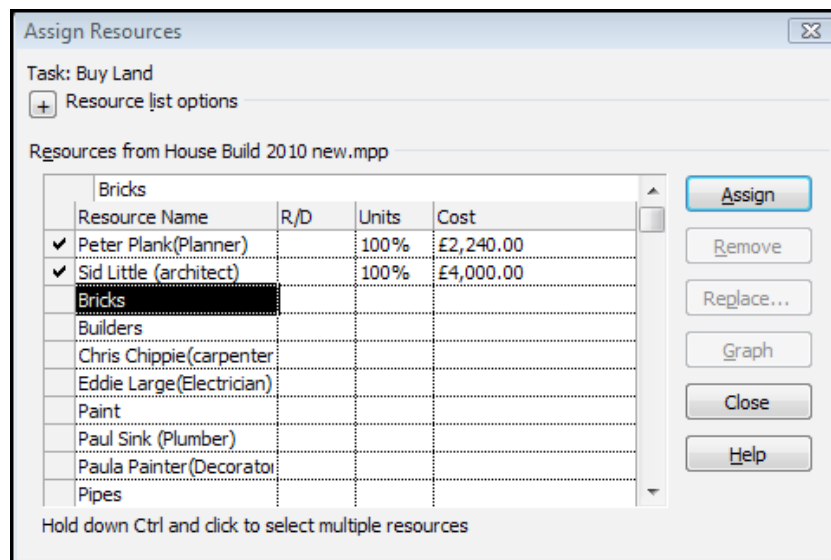 Assign Resources
Task: Buy Land
+ Resource list options
Resources from House Build 2010 new.mpp
Bricks
Resource Name R/D Units Cost
Peter Plank(Planner) 100% £2,240.00
Sid Little (architect) 100% £4,000.00
Bricks
Builders
Chris Chippie(carpenter
Eddie Large(Electrician)
Paint
Paul Sink (Plumber)
Paula Painter(Decorator
Pipes
Assign
Remove
Replace...
Graph
Close
Help
Hold down Ctrl and click to select multiple resources